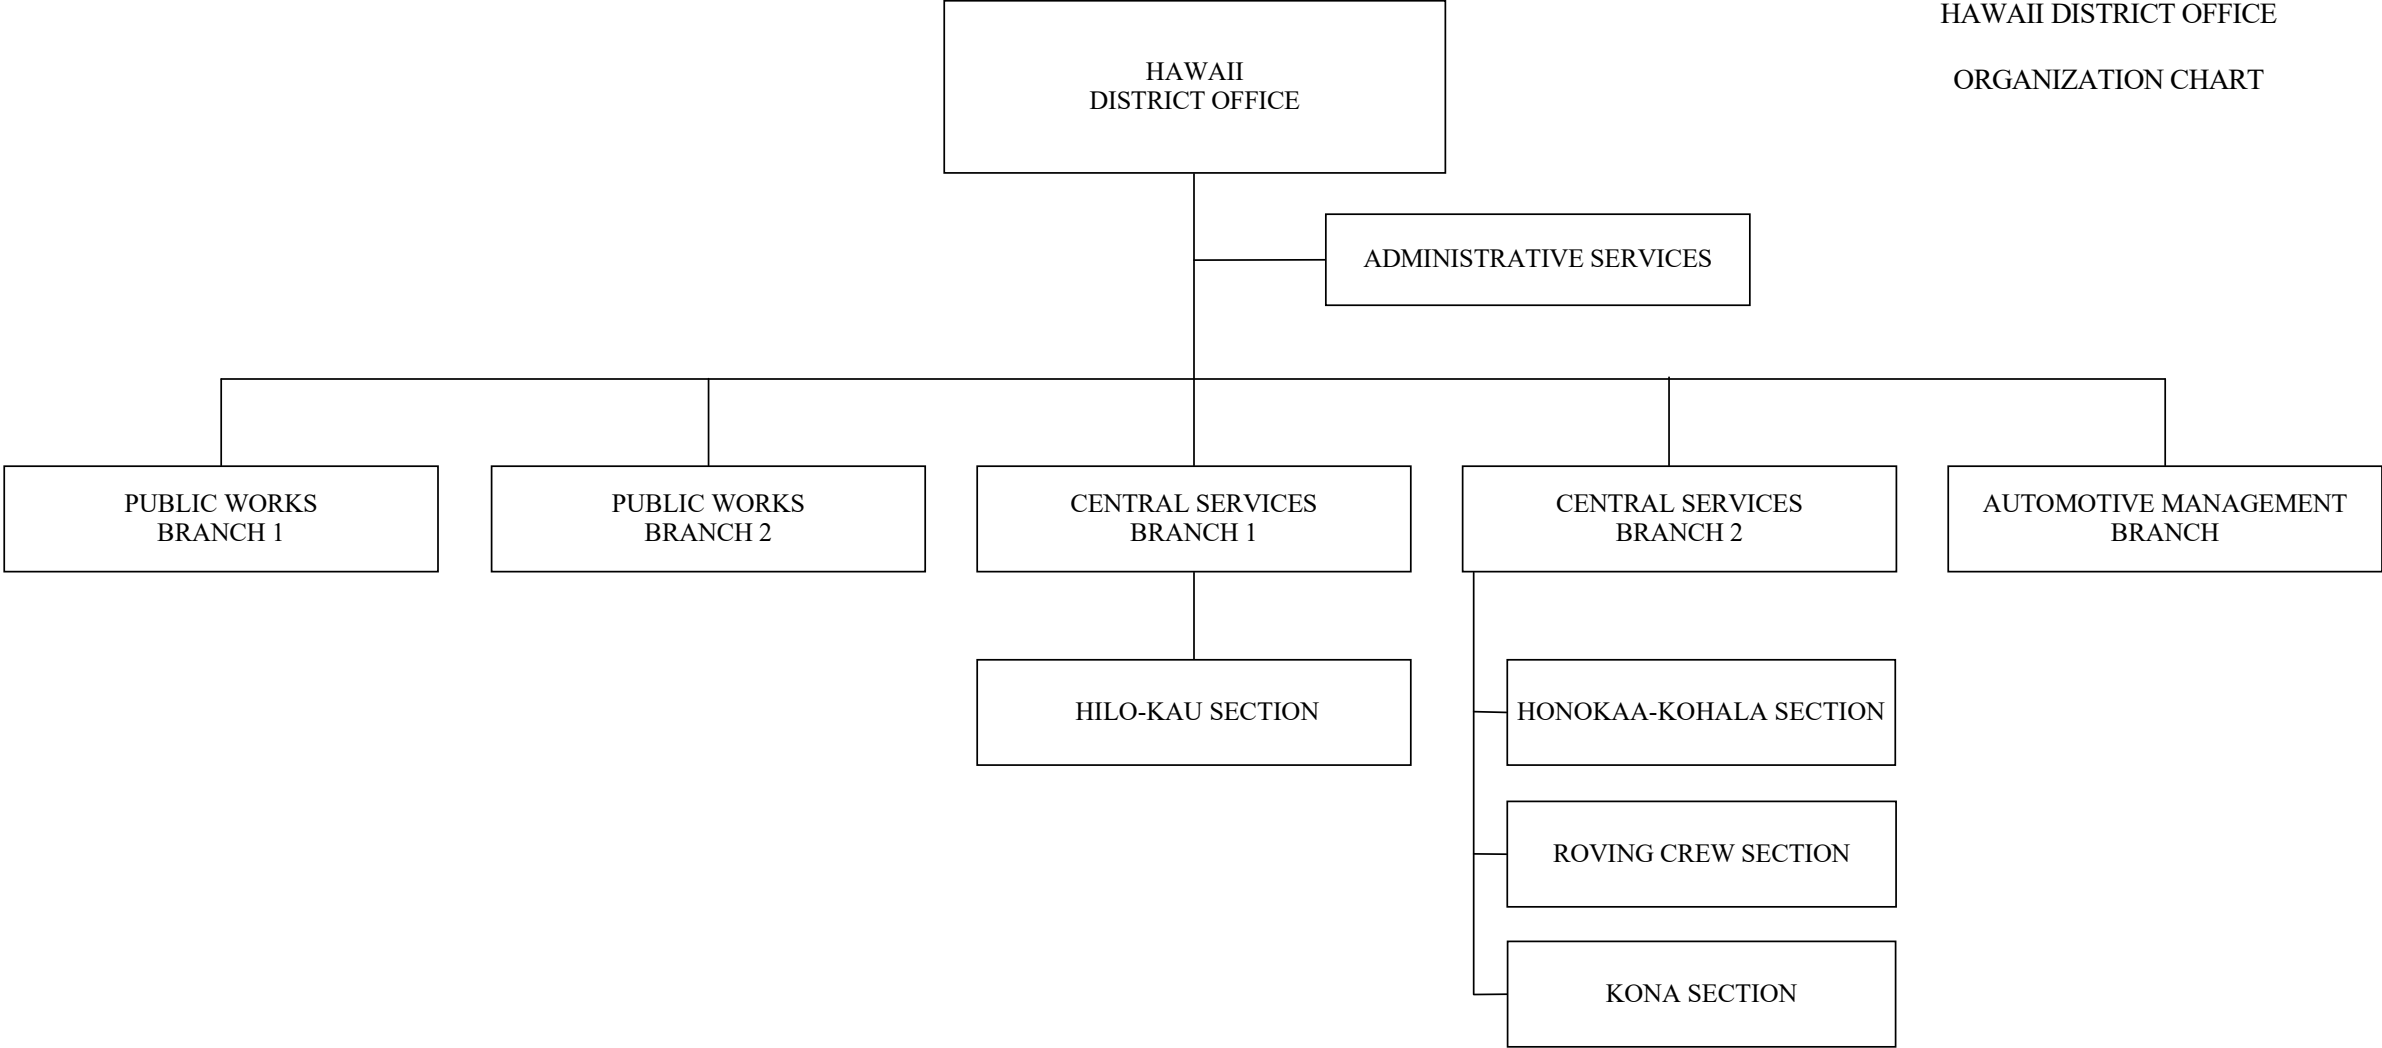 HAWAII DISTRICT OFFICE
ORGANIZATION CHART
HAWAII
DISTRICT OFFICE
ADMINISTRATIVE SERVICES
PUBLIC WORKS
BRANCH 1
PUBLIC WORKS
BRANCH 2
CENTRAL SERVICES
BRANCH 1
CENTRAL SERVICES
BRANCH 2
AUTOMOTIVE MANAGEMENT
BRANCH
HILO-KAU SECTION
HONOKAA-KOHALA SECTION
ROVING CREW SECTION
KONA SECTION